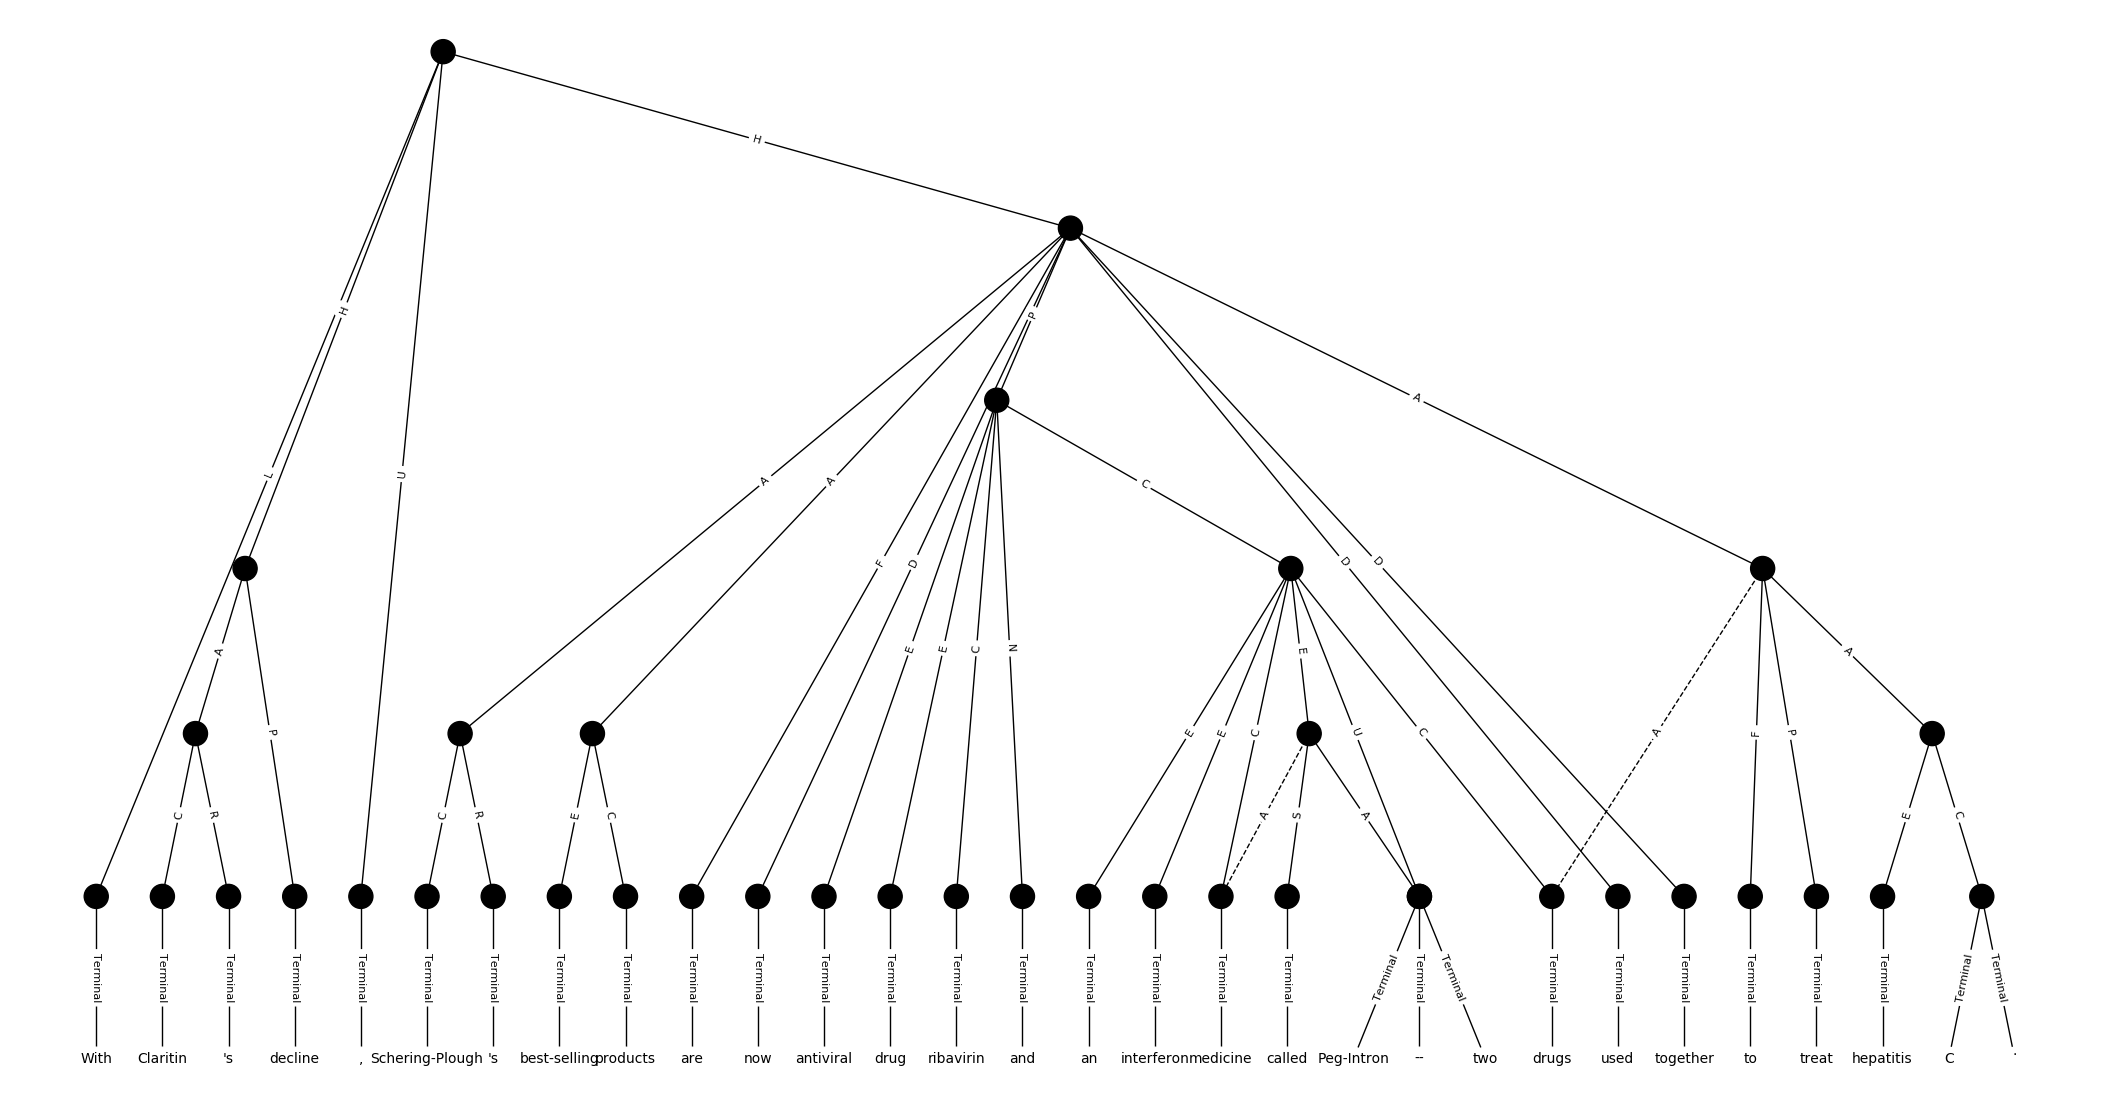 H
H
P
A
L
U
A
A
C
F
D
D
D
A
E
E
C
N
E
A
P
E
E
C
U
C
A
F
P
C
R
C
R
E
C
A
S
A
E
C
Terminal Terminal Terminal Terminal Terminal Terminal Terminal Terminal Terminal Terminal Terminal Terminal Terminal Terminal Terminal Terminal Terminal Terminal Terminal Terminal Terminal Terminal Terminal Terminal Terminal Terminal Terminal Terminal Terminal Terminal
With Claritin 's decline , Schering-Plough 's best-selling products are now antiviral drug ribavirin and an interferon medicine called Peg-Intron -- two drugs used together to treat hepatitis C .